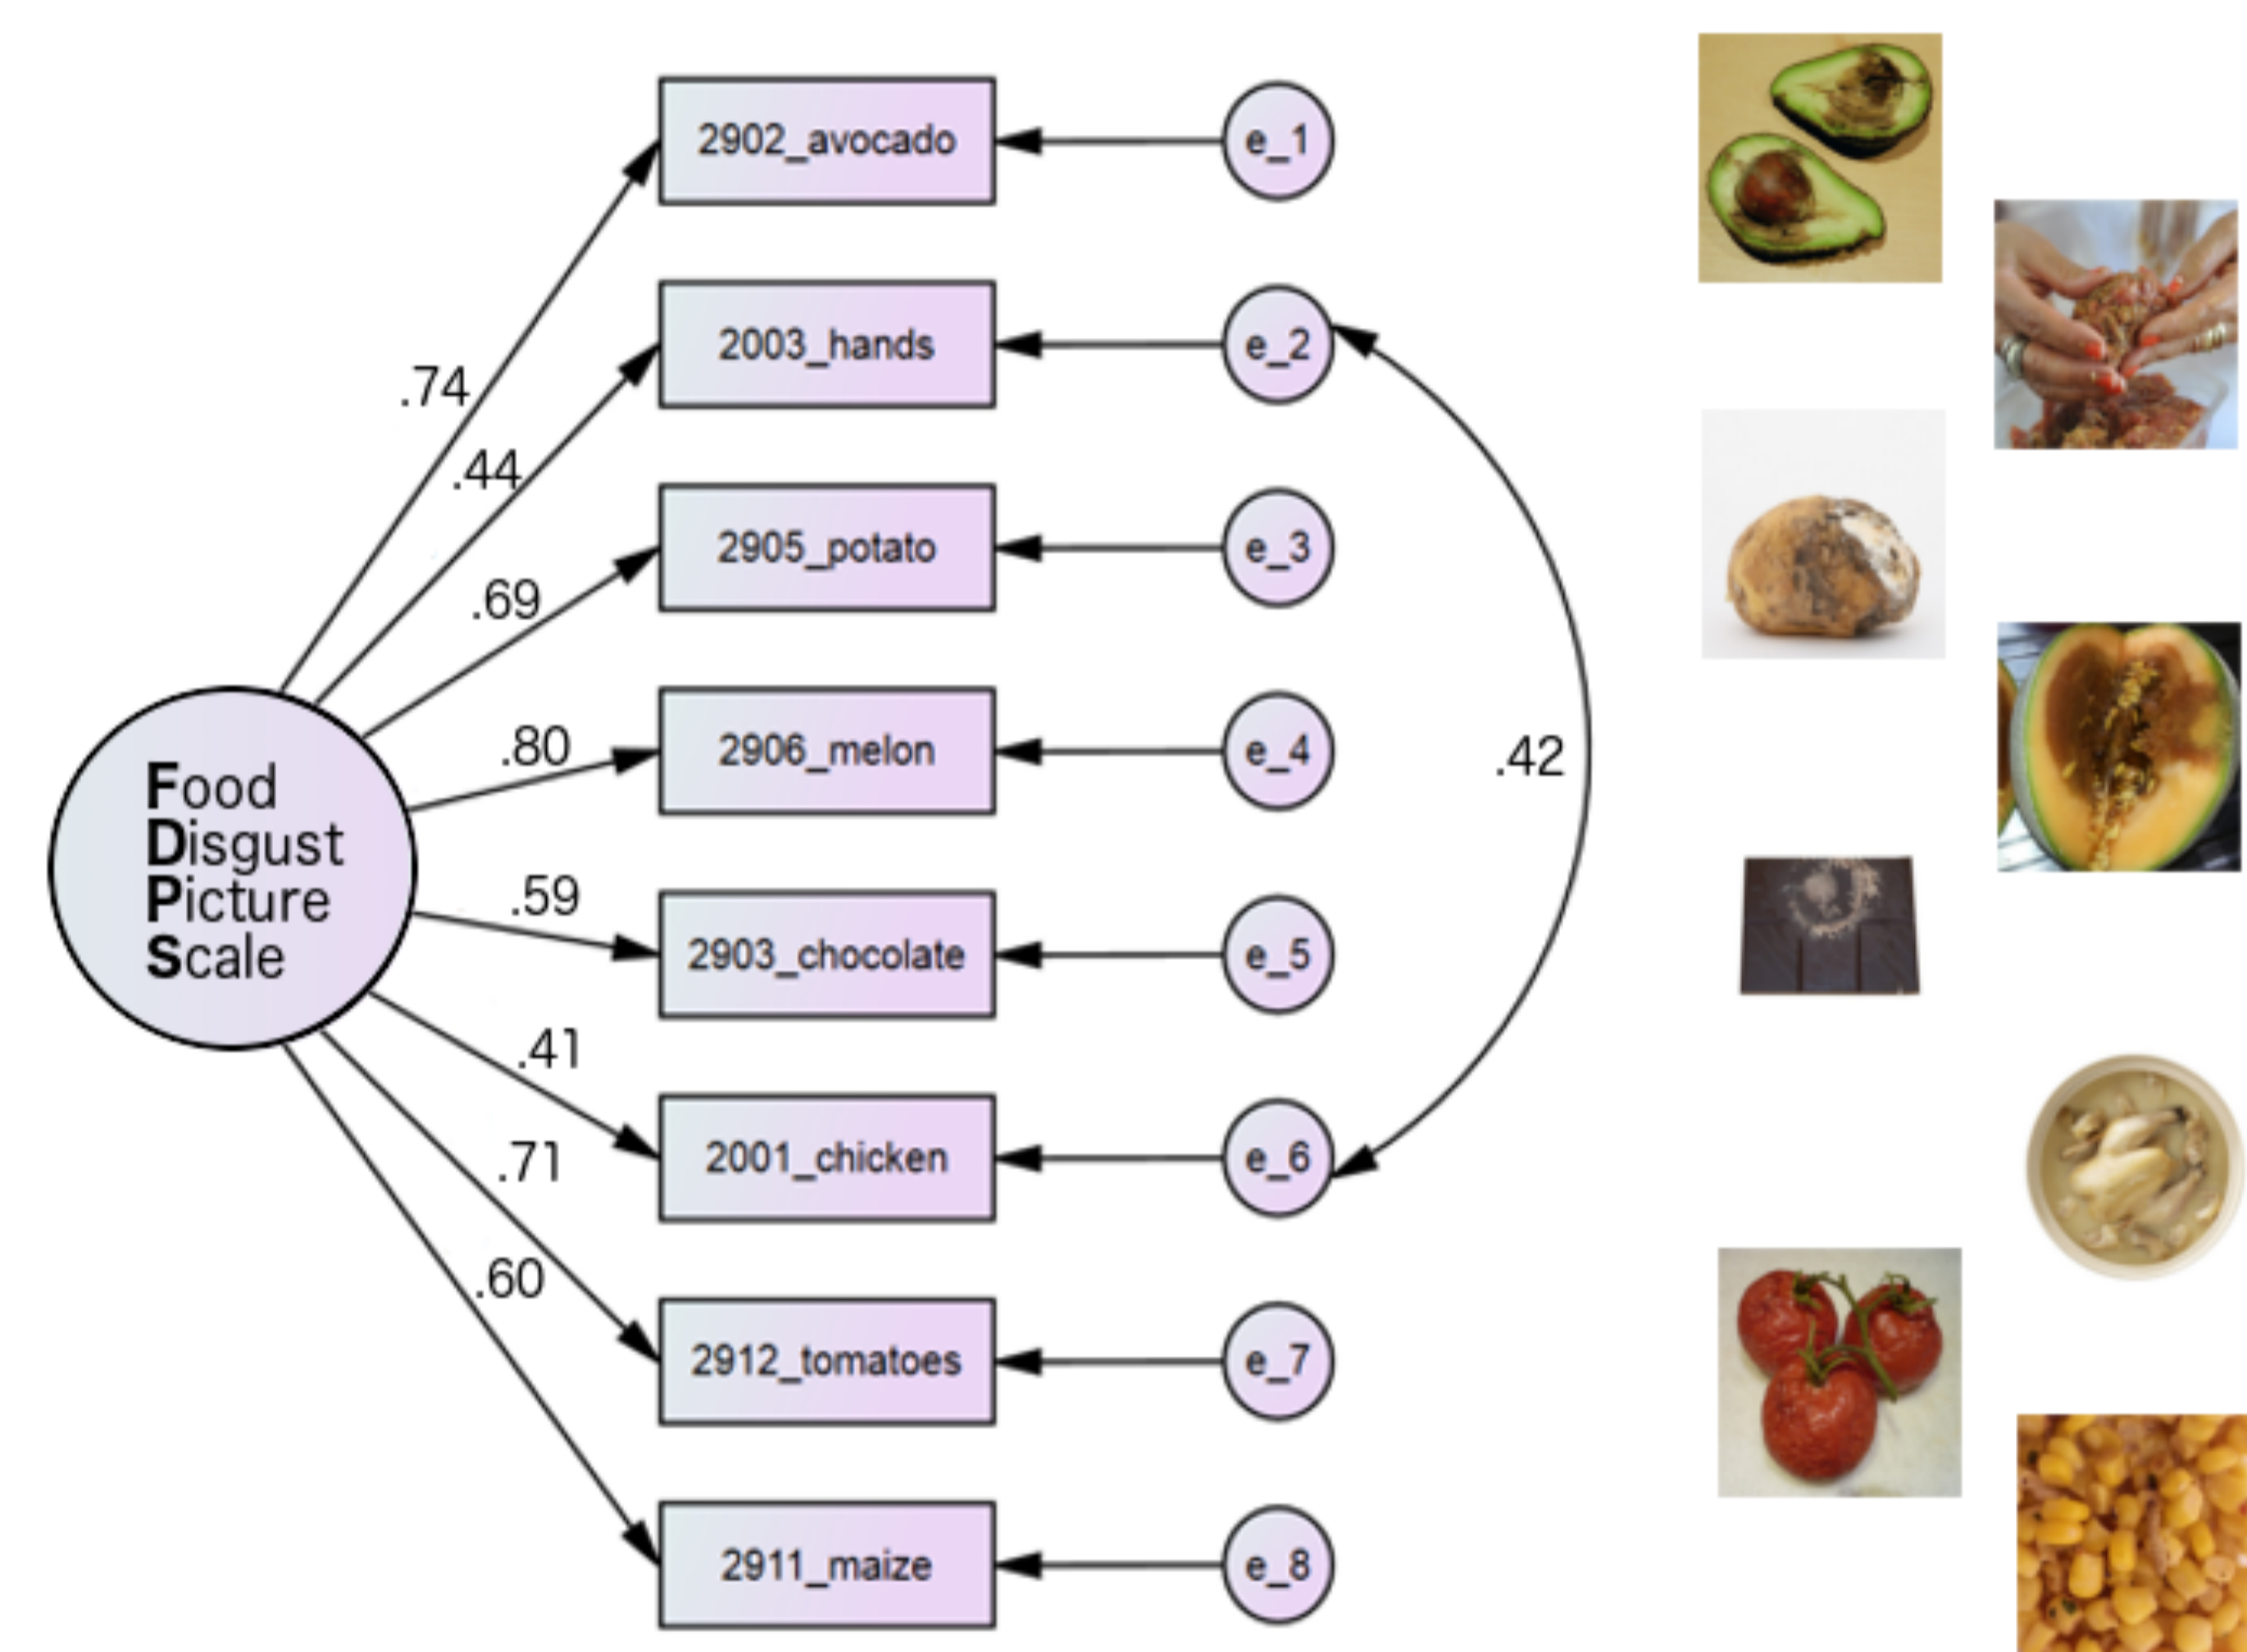 2902_avocado
e_1
2003_hands
e_2
.74
.44
2905_potato
e_3
.69
2906_melon
e_4
.80
.42
Food
Disgust
Picture
Scale
.59
2903_chocolate
e_5
.41
2001_chicken
e_6
.71
.60
2912_tomatoes
e_7
2911_maize
e_8